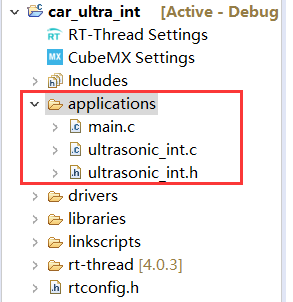 car_ultra_int [Active - Debug
RT RT-Thread Settings
MX CubeMX Settings
Includes
applications
.c main.c
.c ultrasonic_int.c
.h ultrasonic_int.h
drivers
libraries
linkscripts
rt-thread [4.0.3]
.h rtconfig.h